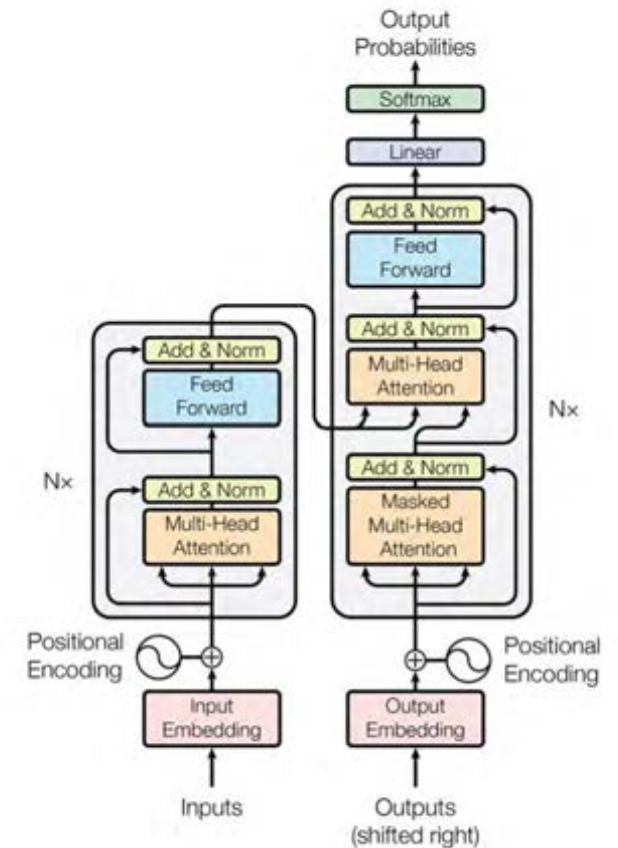 Output
Probabilities
Softmax
Linear
Add & Norm
Feed
Forward
Add & Norm
Multi-Head
Attention
Add & Norm
Masked
Multi-Head
Attention
Nx
Add & Norm
Feed
Forward
Add & Norm
Multi-Head
Attention
Nx
Positional
Encoding
Positional
Encoding
Input
Embedding
Output
Embedding
Inputs
Outputs
(shifted right)